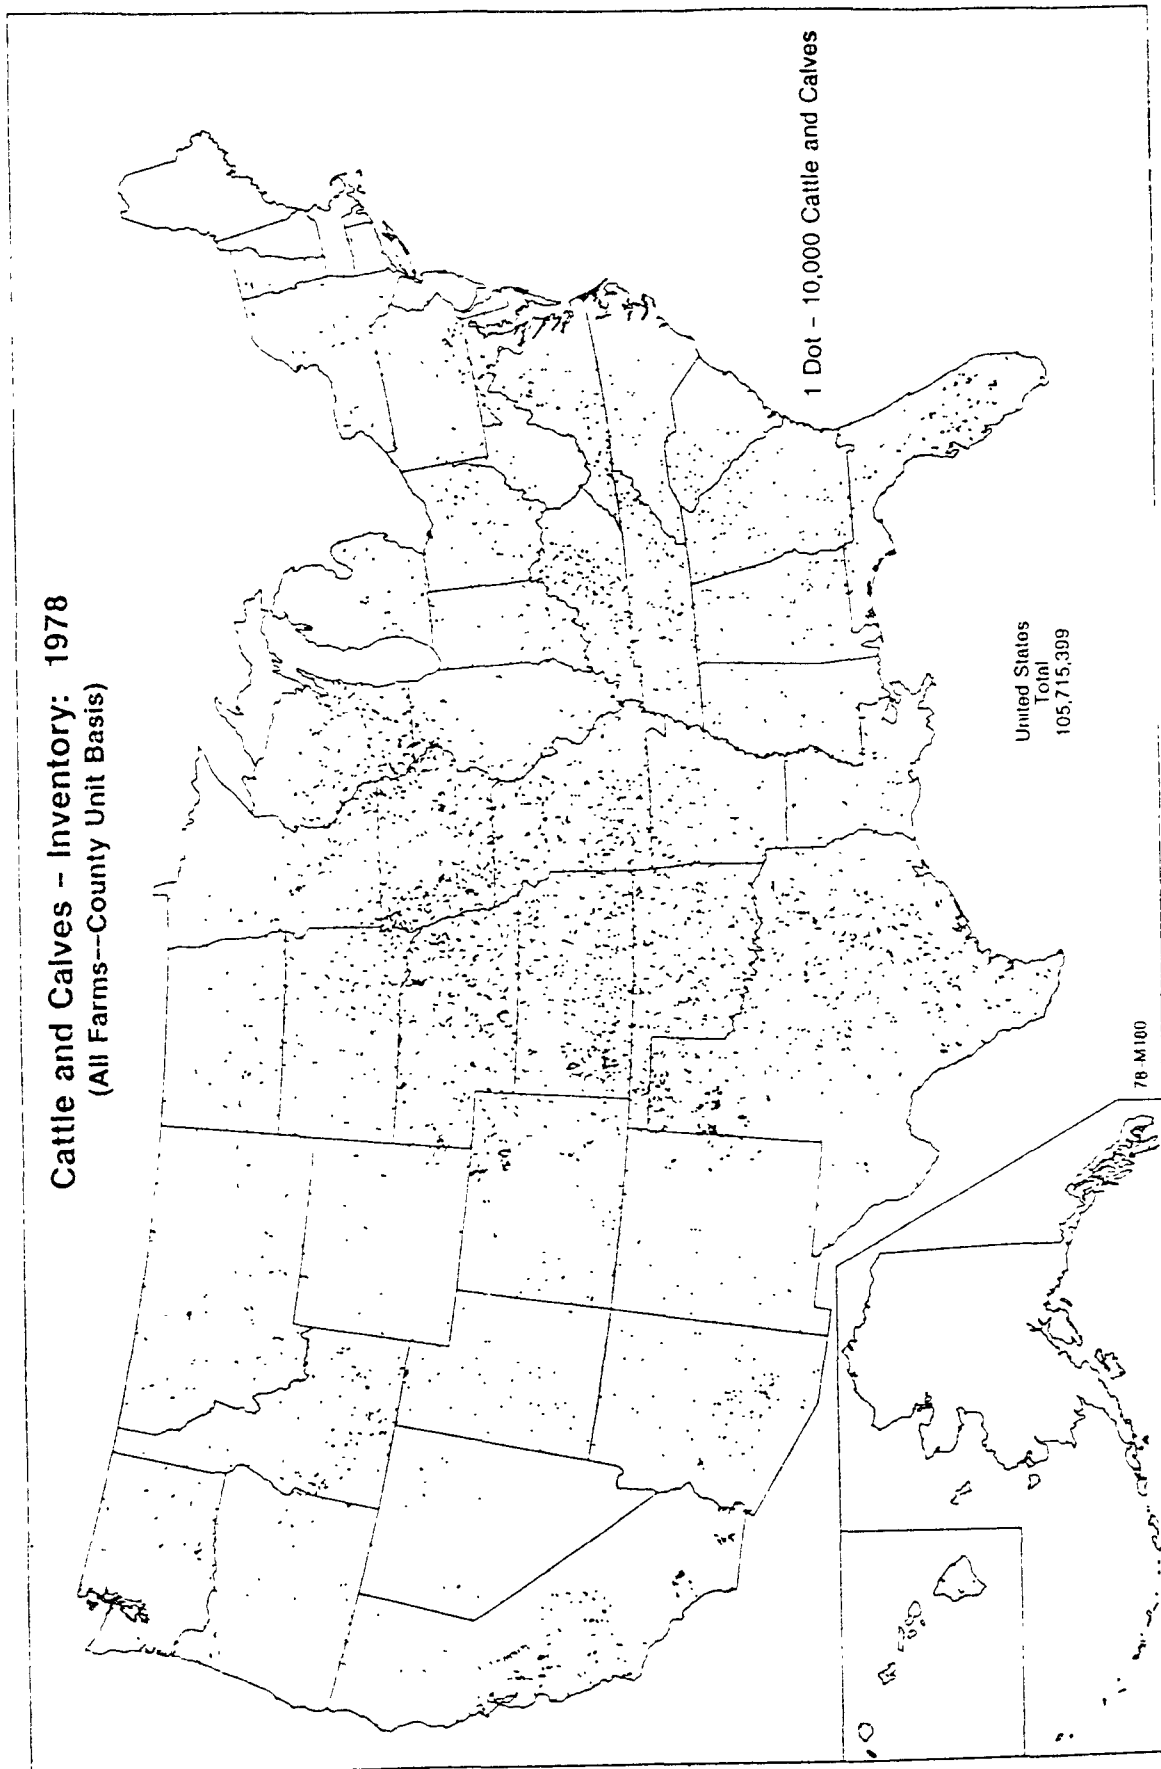 Cattle and Calves - Inventory: 1978
(All Farms--County Unit Basis)
1 Dot - 10,000 Cattle and Calves
United States
Total
105,715,399
78-M180